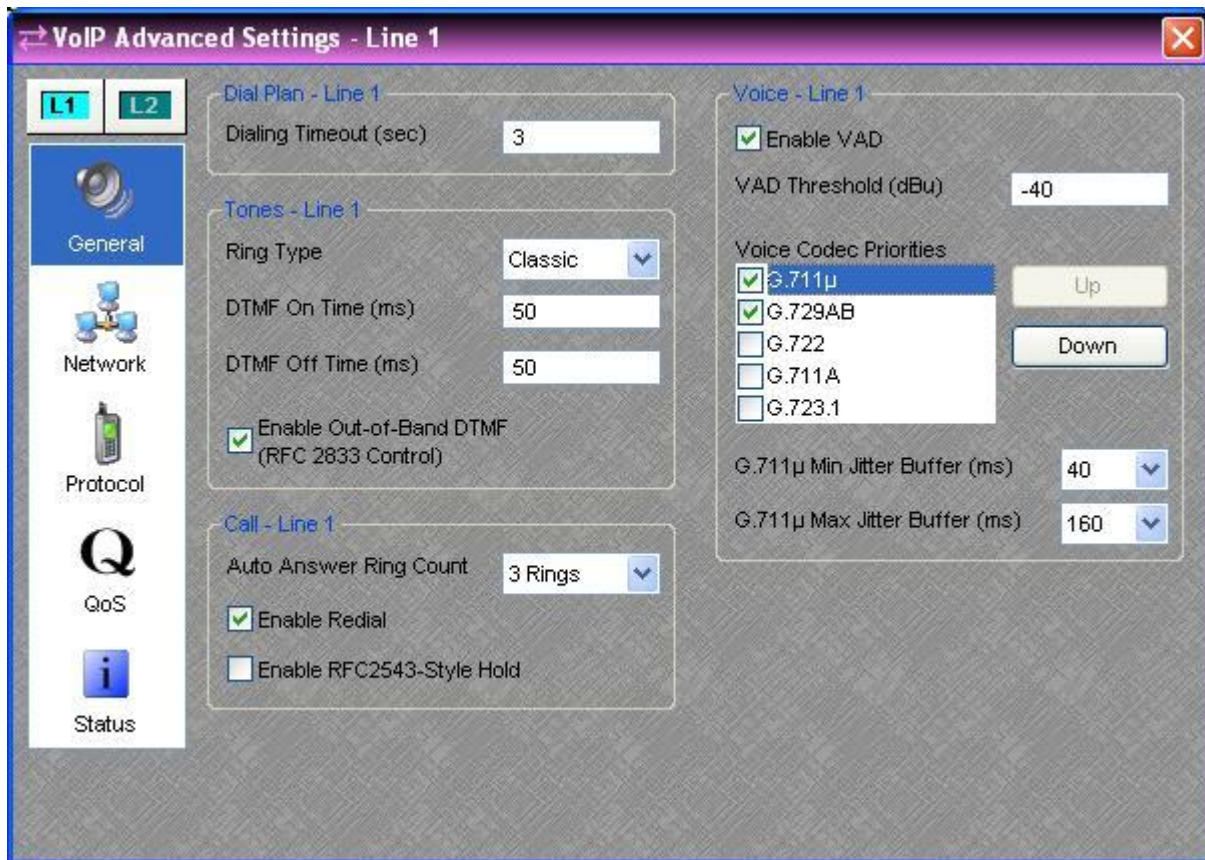 VoIP Advanced Settings - Line 1
L1 L2
General
Network
Protocol
Q
QoS
i
Status
Dial Plan - Line 1
Dialing Timeout (sec) 3
Tones - Line 1
Ring Type Classic
DTMF On Time (ms) 50
DTMF Off Time (ms) 50
Enable Out-of-Band DTMF
(RFC 2833 Control)
Call - Line 1
Auto Answer Ring Count 3 Rings
Enable Redial
Enable RFC2543-Style Hold
Voice - Line 1
Enable VAD
VAD Threshold (dBu) -40
Voice Codec Priorities
G.711µ
G.729AB
G.722
G.711A
G.723.1
Up
Down
G.711µ Min Jitter Buffer (ms) 40
G.711µ Max Jitter Buffer (ms) 160